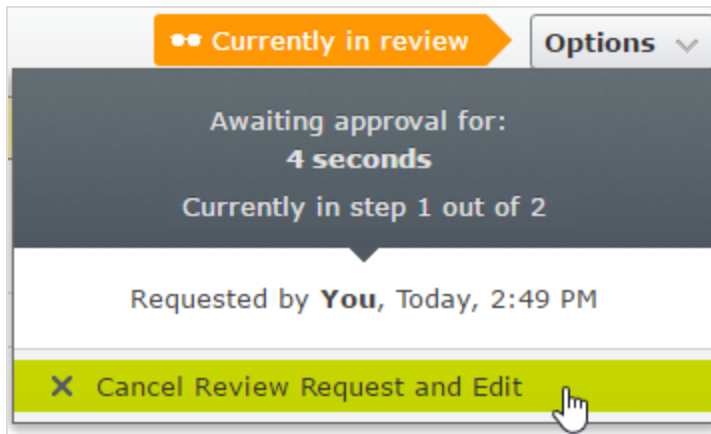 Currently in review
Options
Awaiting approval for:
4 seconds
Currently in step 1 out of 2
Requested by You, Today, 2:49 PM
Cancel Review Request and Edit